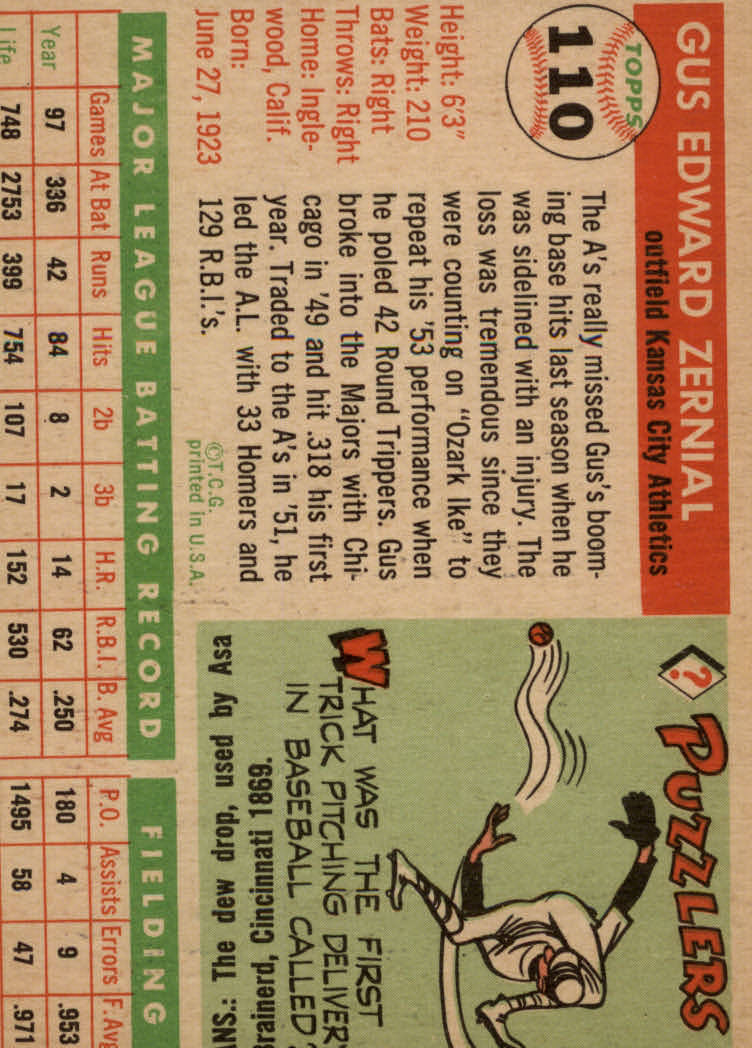 GUS EDWARD ZERNIAL
outfield Kansas City Athletics
TOPPS
110
Height: 6'3"
Weight: 210
Bats: Right
Throws: Right
Home: Ingle-
wood, Calif.
Born:
June 27, 1923
The A's really missed Gus's boom-
ing base hits last season when he
was sidelined with an injury. The
loss was tremendous since they
were counting on "Ozark Ike" to
repeat his '53 performance when
he poled 42 Round Trippers. Gus
broke into the Majors with Chi-
cago in '49 and hit .318 his first
year. Traded to the A's in '51, he
led the A.L. with 33 Homers and
129 R.B.I.'s.
©T.C.G.
printed in U.S.A.
? PUZZLERS
WHAT WAS THE FIRST
TRICK PITCHING DELIVERY
IN BASEBALL CALLED?
ANS.: The dew drop, used by Asa
Brainerd, Cincinnati 1869.
MAJOR LEAGUE BATTING RECORD
Games At Bat Runs Hits 2b 3b H.R. R.B.I. B. Avg
Year 97 336 42 84 8 2 14 62 .250
Life 748 2753 399 754 107 17 152 530 .274
FIELDING
P.O. Assists Errors F. Avg
180 4 9 .953
1495 58 47 .971